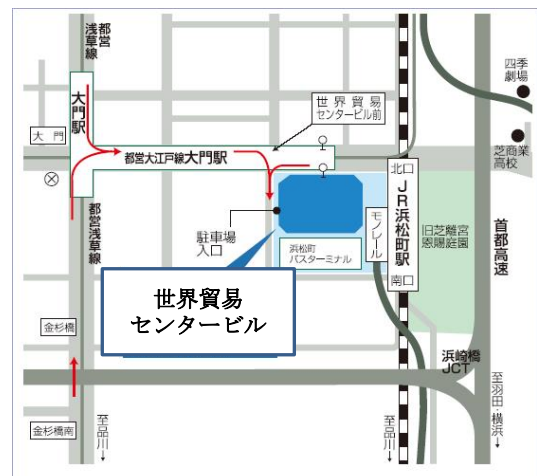 都営
浅草線
四季
劇場
世界貿易
センタービル前
大門駅
大門
都営大江戸線大門駅
芝商業
高校
北口
JR浜松町駅
南口
モノレール
旧芝離宮
恩賜庭園
首都高速
駐車場
入口
浜松町
バスターミナル
都営浅草線
世界貿易
センタービル
金杉橋
浜崎橋
JCT
金杉橋南
至品川→
至品川→
至羽田・横浜→